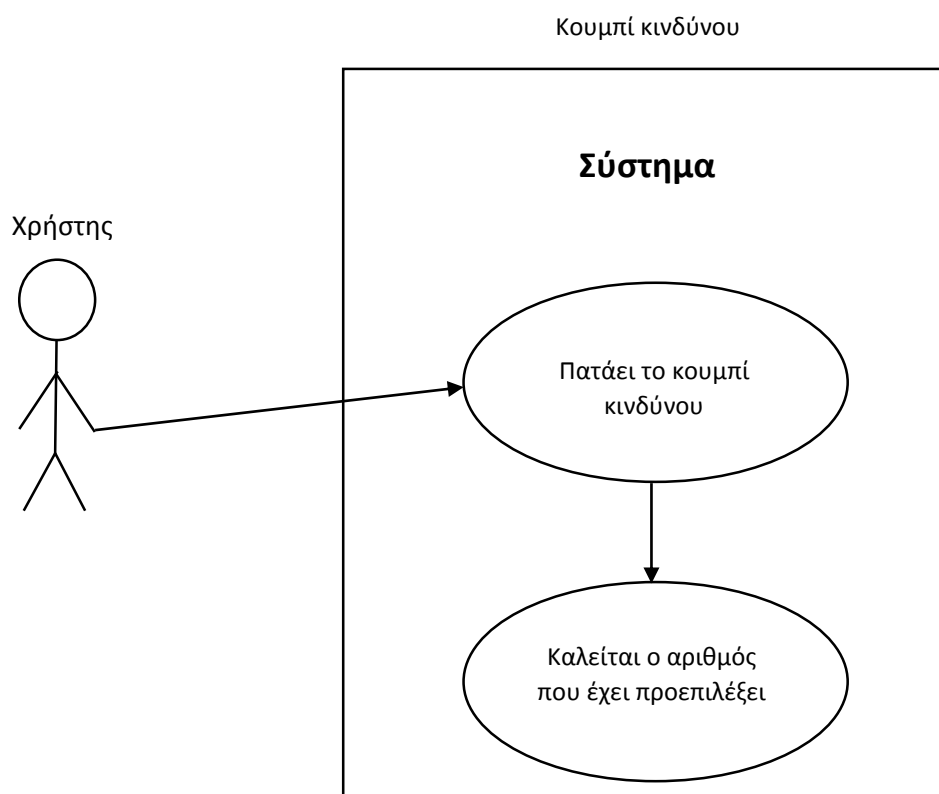 Κουμπί κινδύνου
Σύστημα
Χρήστης
Πατάει το κουμπί
κινδύνου
Καλείται ο αριθμός
που έχει προεπιλέξει